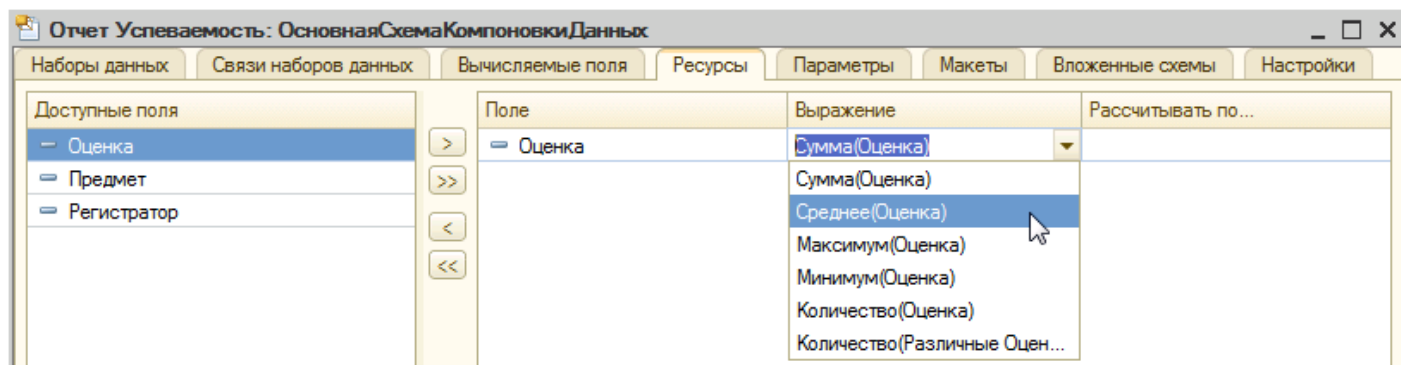 Отчет Успеваемость: ОсновнаяСхемаКомпоновкиДанных
Наборы данных Связи наборов данных Вычисляемые поля Ресурсы Параметры Макеты Вложенные схемы Настройки
Доступные поля Поле Выражение Рассчитывать по...
Оценка > Оценка Сумма(Оценка)
Предмет >> Сумма(Оценка)
Регистратор < Среднее(Оценка)
<< Максимум(Оценка)
Минимум(Оценка)
Количество(Оценка)
Количество(Различные Оцен...